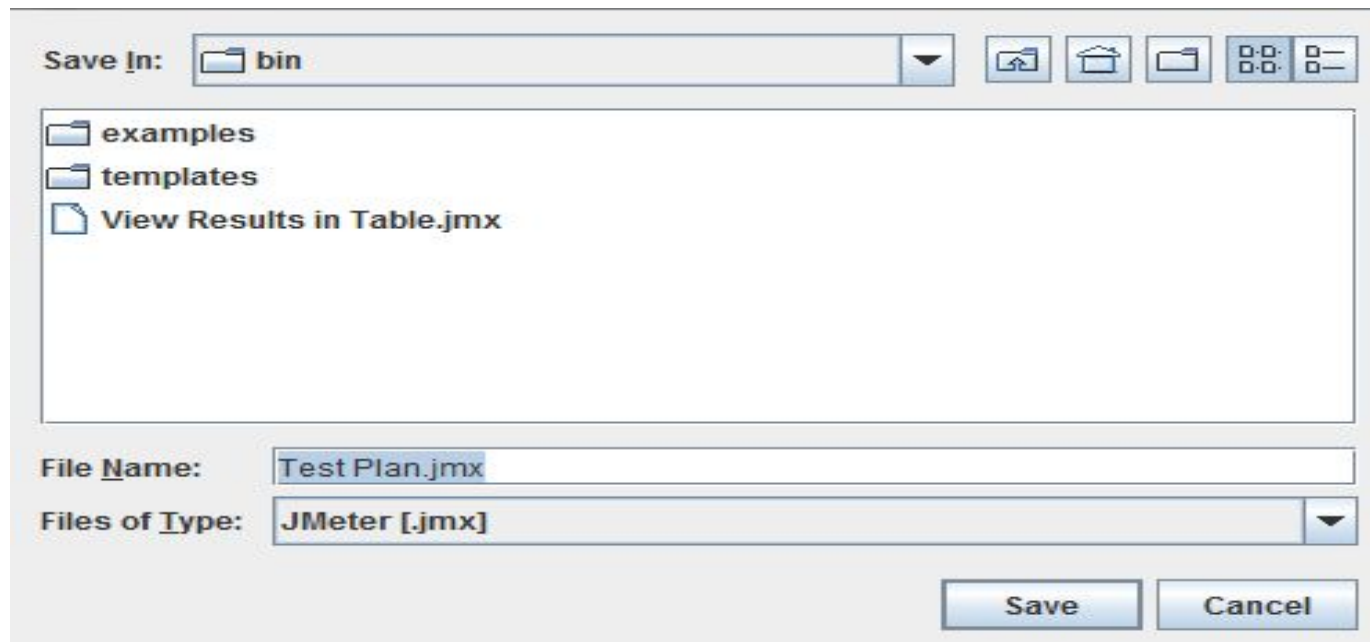 Save In: bin
examples
templates
View Results in Table.jmx
File Name: Test Plan.jmx
Files of Type: JMeter [.jmx]
Save Cancel